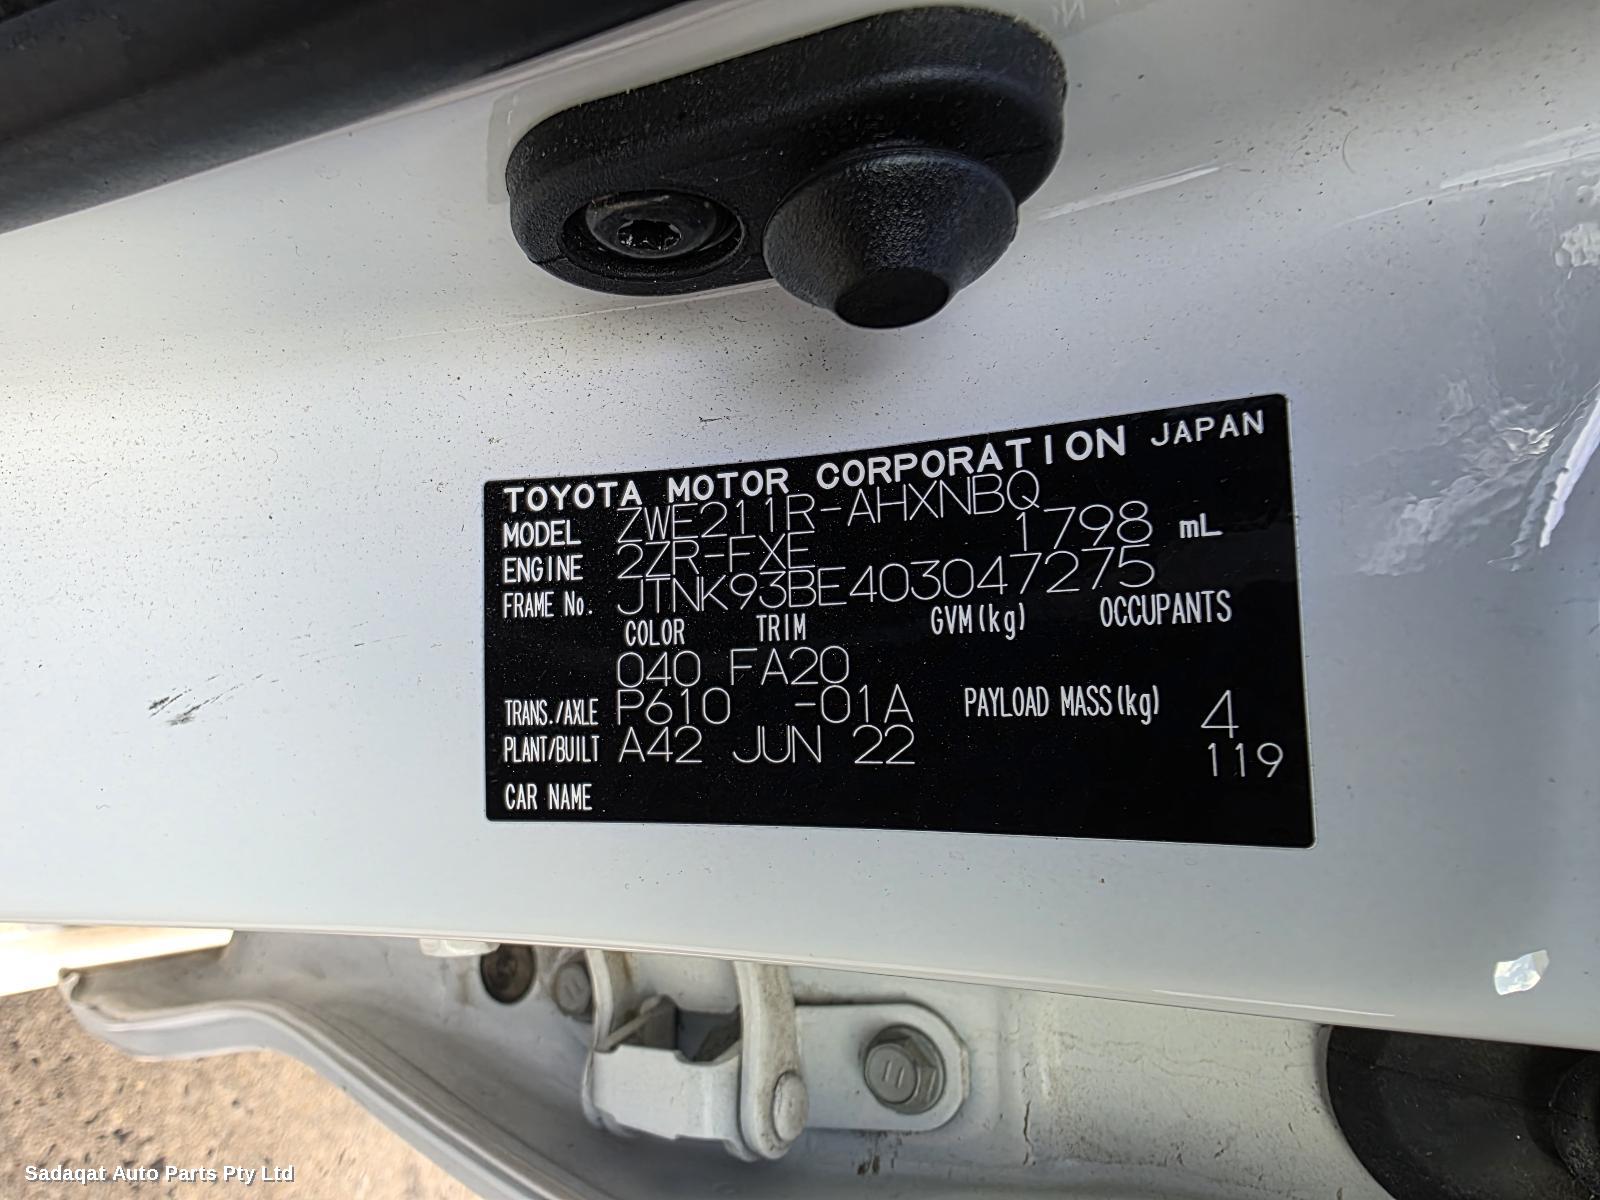 TOYOTA MOTOR CORPORATION JAPAN
MODEL ZWE211R-AHXNBQ
ENGINE 2ZR-FXE 1798 mL
FRAME No. JTNK93BE403047275
COLOR TRIM GVM(kg) OCCUPANTS
040 FA20
TRANS./AXLE P610 -01A PAYLOAD MASS(kg) 4
PLANT/BUILT A42 JUN 22 119
CAR NAME
Sadaqat Auto Parts Pty Ltd